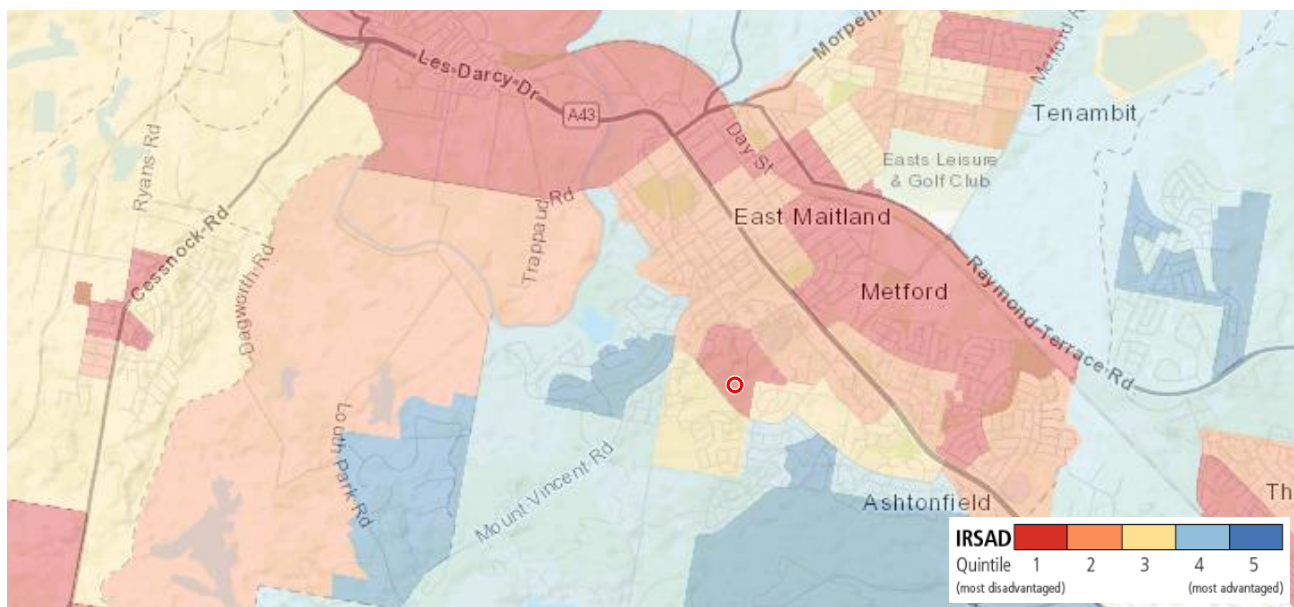 Les Darcy Dr
A43
Morpeth
Metford R
Tenambit
Ryans Rd
Day St
Easts Leisure
& Golf Club
Trappaud Rd
East Maitland
Cessnock Rd
Dagworth Rd
Metford
Raymond Terrace Rd
Louth Park Rd
Mount Vincent Rd
Ashtonfield
Th
IRSAD
Quintile 1 2 3 4 5
(most disadvantaged) (most advantaged)